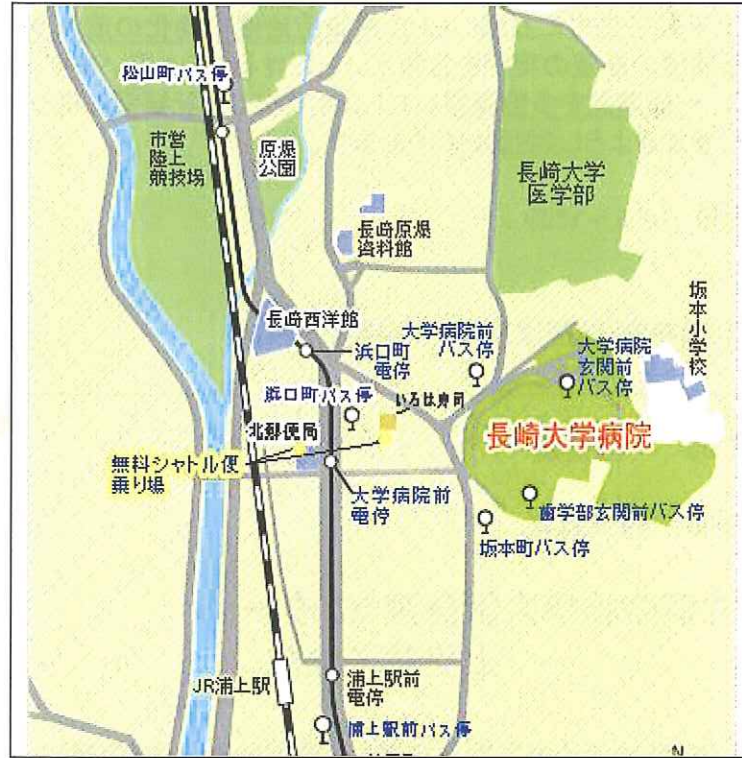 松山町バス停
市営
陸上
競技場
原爆
公園
長崎大学
医学部
長崎原爆
資料館
坂本小学校
長崎西洋館
浜口町
電停
大学病院前
バス停
大学病院
玄関前
バス停
浜口町バス停
いろは寿司
北郵便局
長崎大学病院
無料シャトル便
乗り場
大学病院前
電停
歯学部玄関前バス停
坂本町バス停
JR浦上駅
浦上駅前
電停
浦上駅前バス停
N